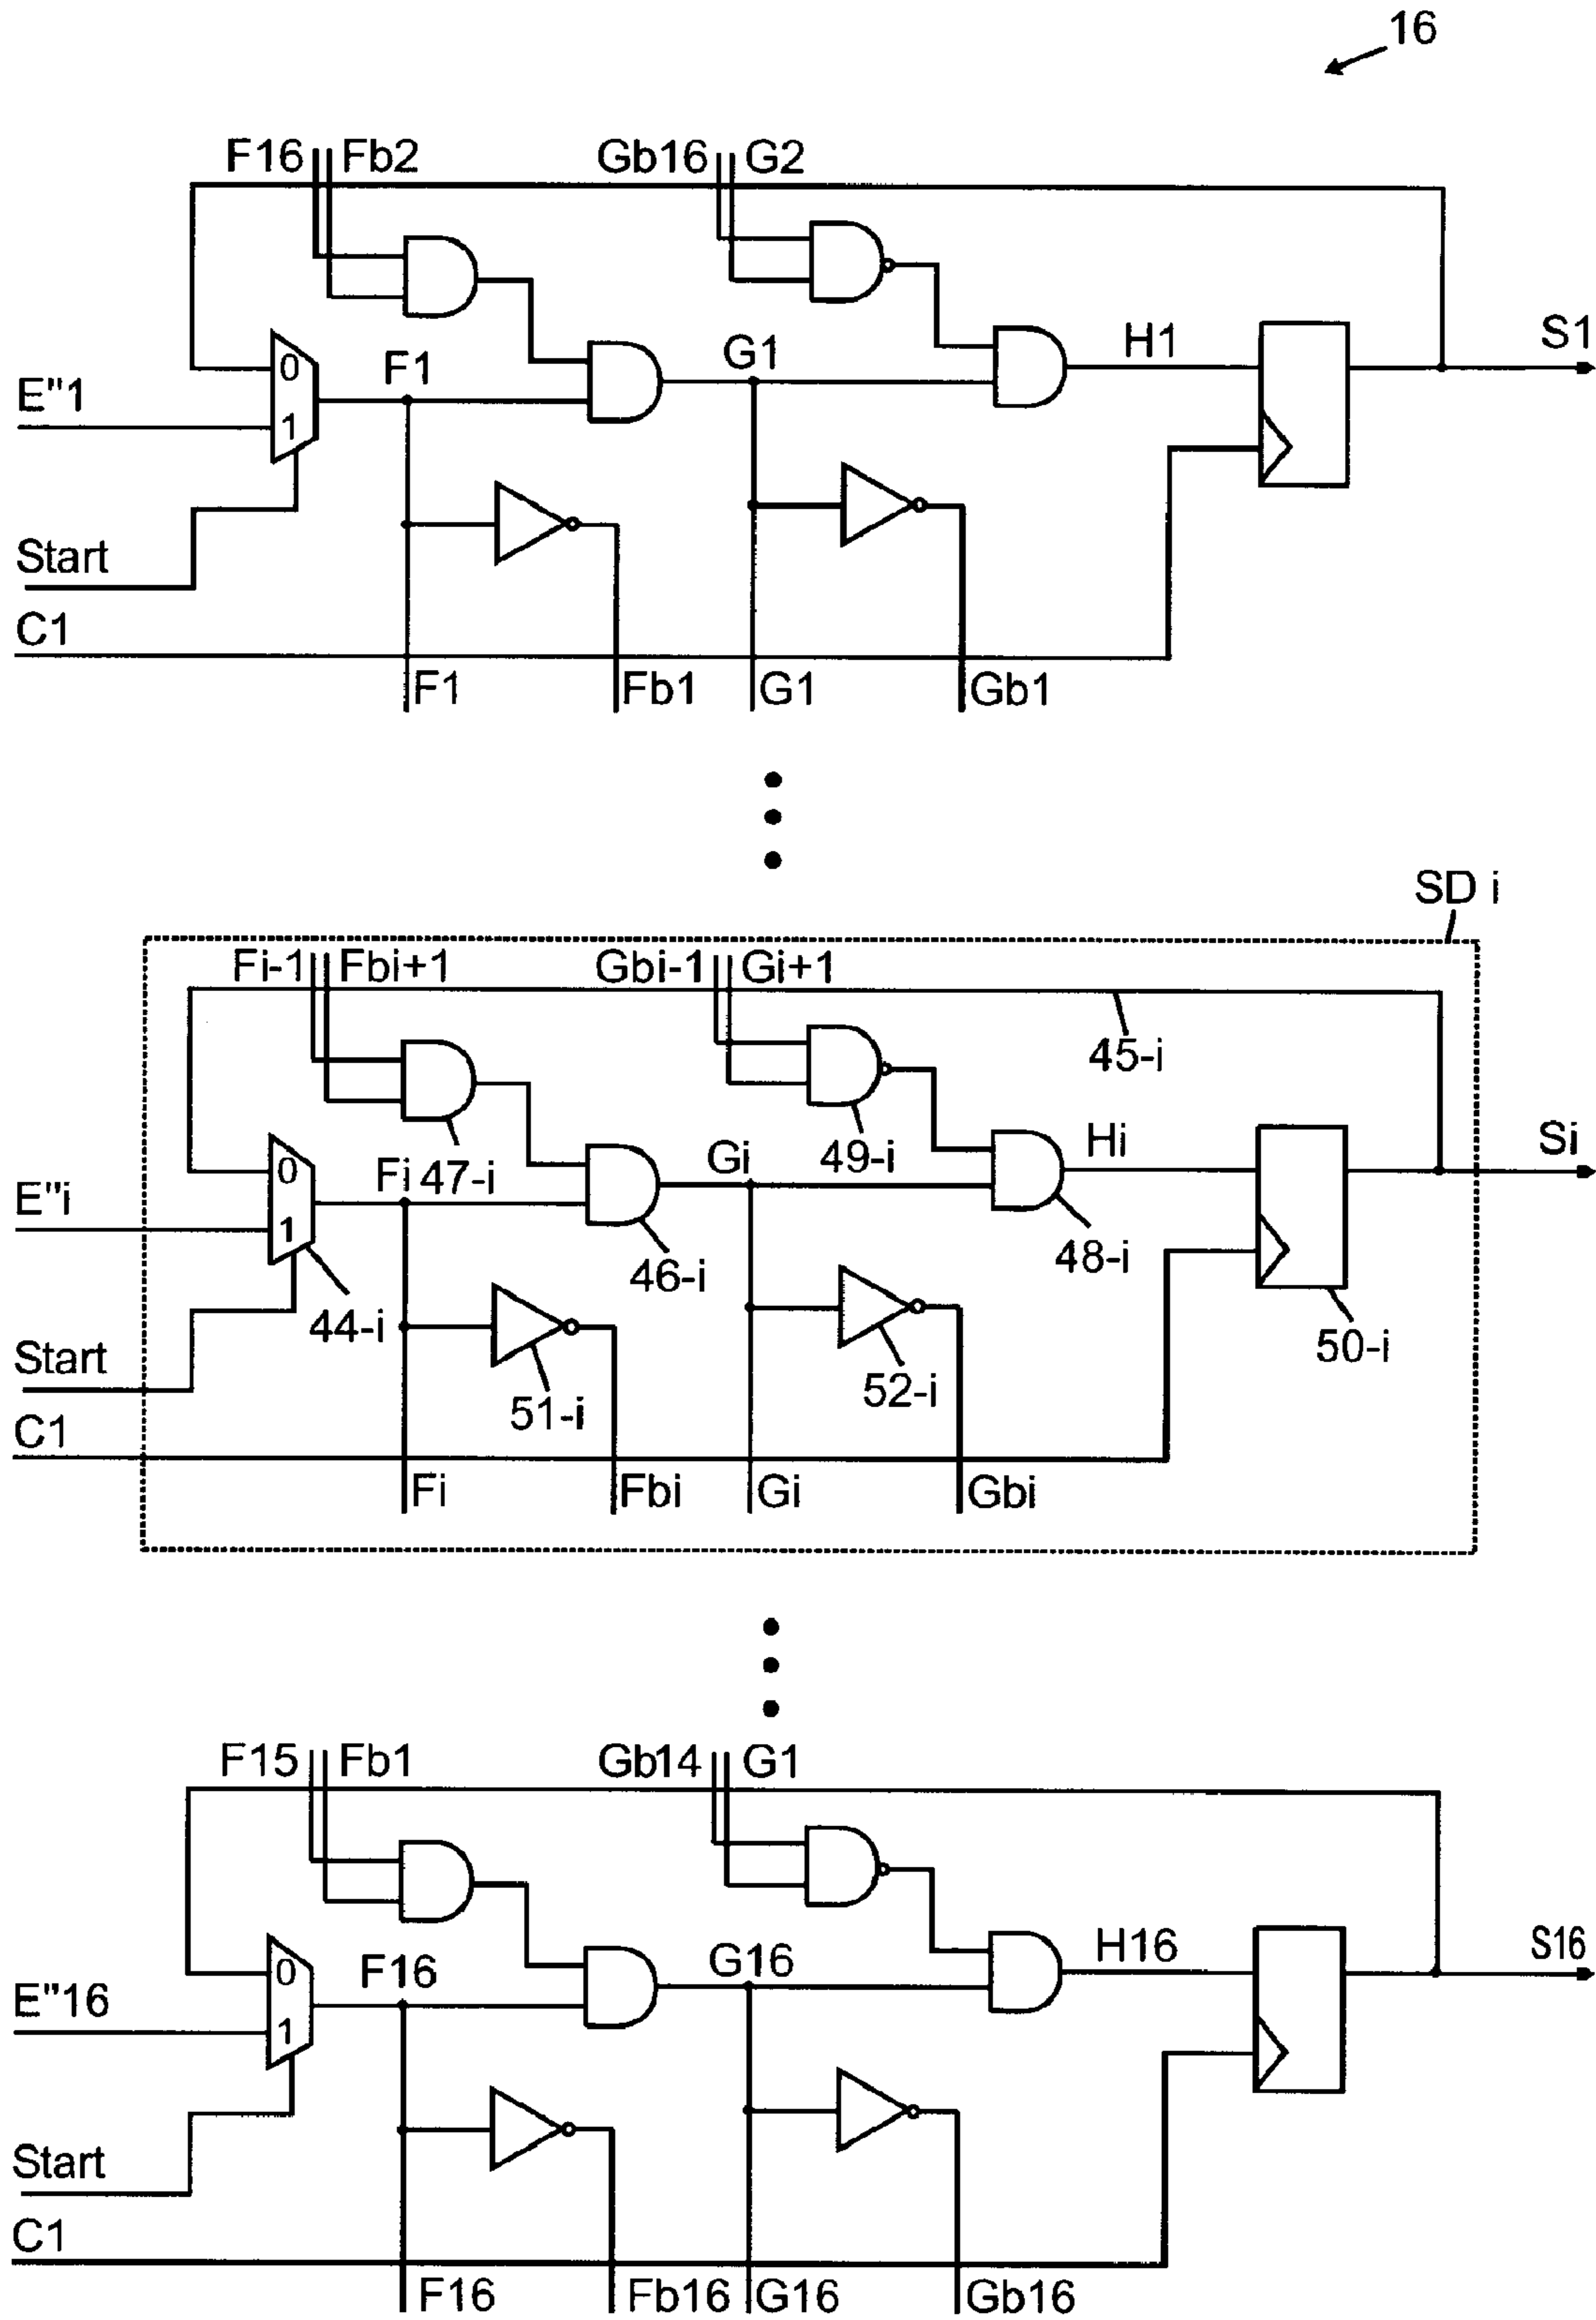 16
F16 Fb2 Gb16 G2
0
1
E"1
F1
G1
H1
S1
Start
C1
F1 Fb1 G1 Gb1
SD i
Fi-1 Fbi+1 Gbi-1 Gi+1
45-i
47-i
49-i
0
1
E"i
Fi
Gi
Hi
Si
46-i
48-i
44-i
Start
51-i
52-i
50-i
C1
Fi Fbi Gi Gbi
F15 Fb1 Gb14 G1
0
1
E"16
F16
G16
H16
S16
Start
C1
F16 Fb16 G16 Gb16